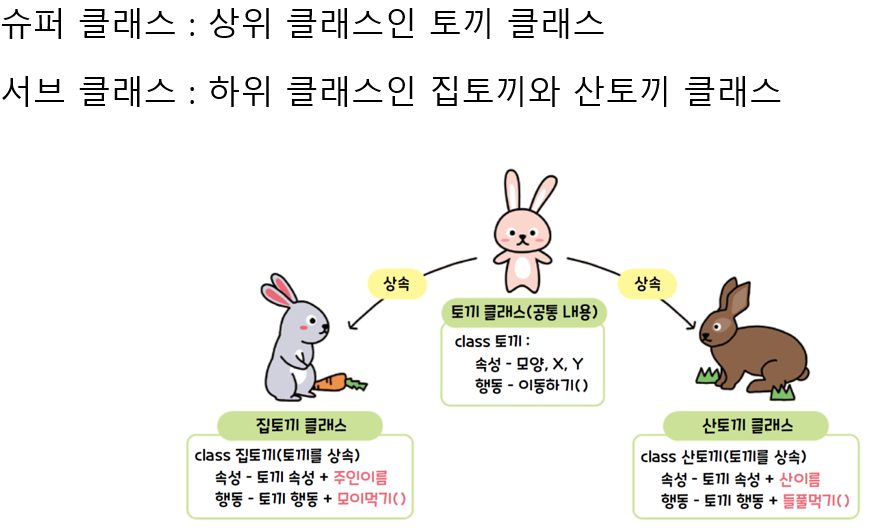 슈퍼 클래스 : 상위 클래스인 토끼 클래스
서브 클래스 : 하위 클래스인 집토끼와 산토끼 클래스
상속
상속
토끼 클래스(공통 내용)
class 토끼 :
속성 - 모양, X, Y
행동 - 이동하기()
집토끼 클래스
class 집토끼(토끼를 상속)
속성 - 토끼 속성 + 주인이름
행동 - 토끼 행동 + 모이먹기()
산토끼 클래스
class 산토끼(토끼를 상속)
속성 - 토끼 속성 + 산이름
행동 - 토끼 행동 + 들풀먹기()